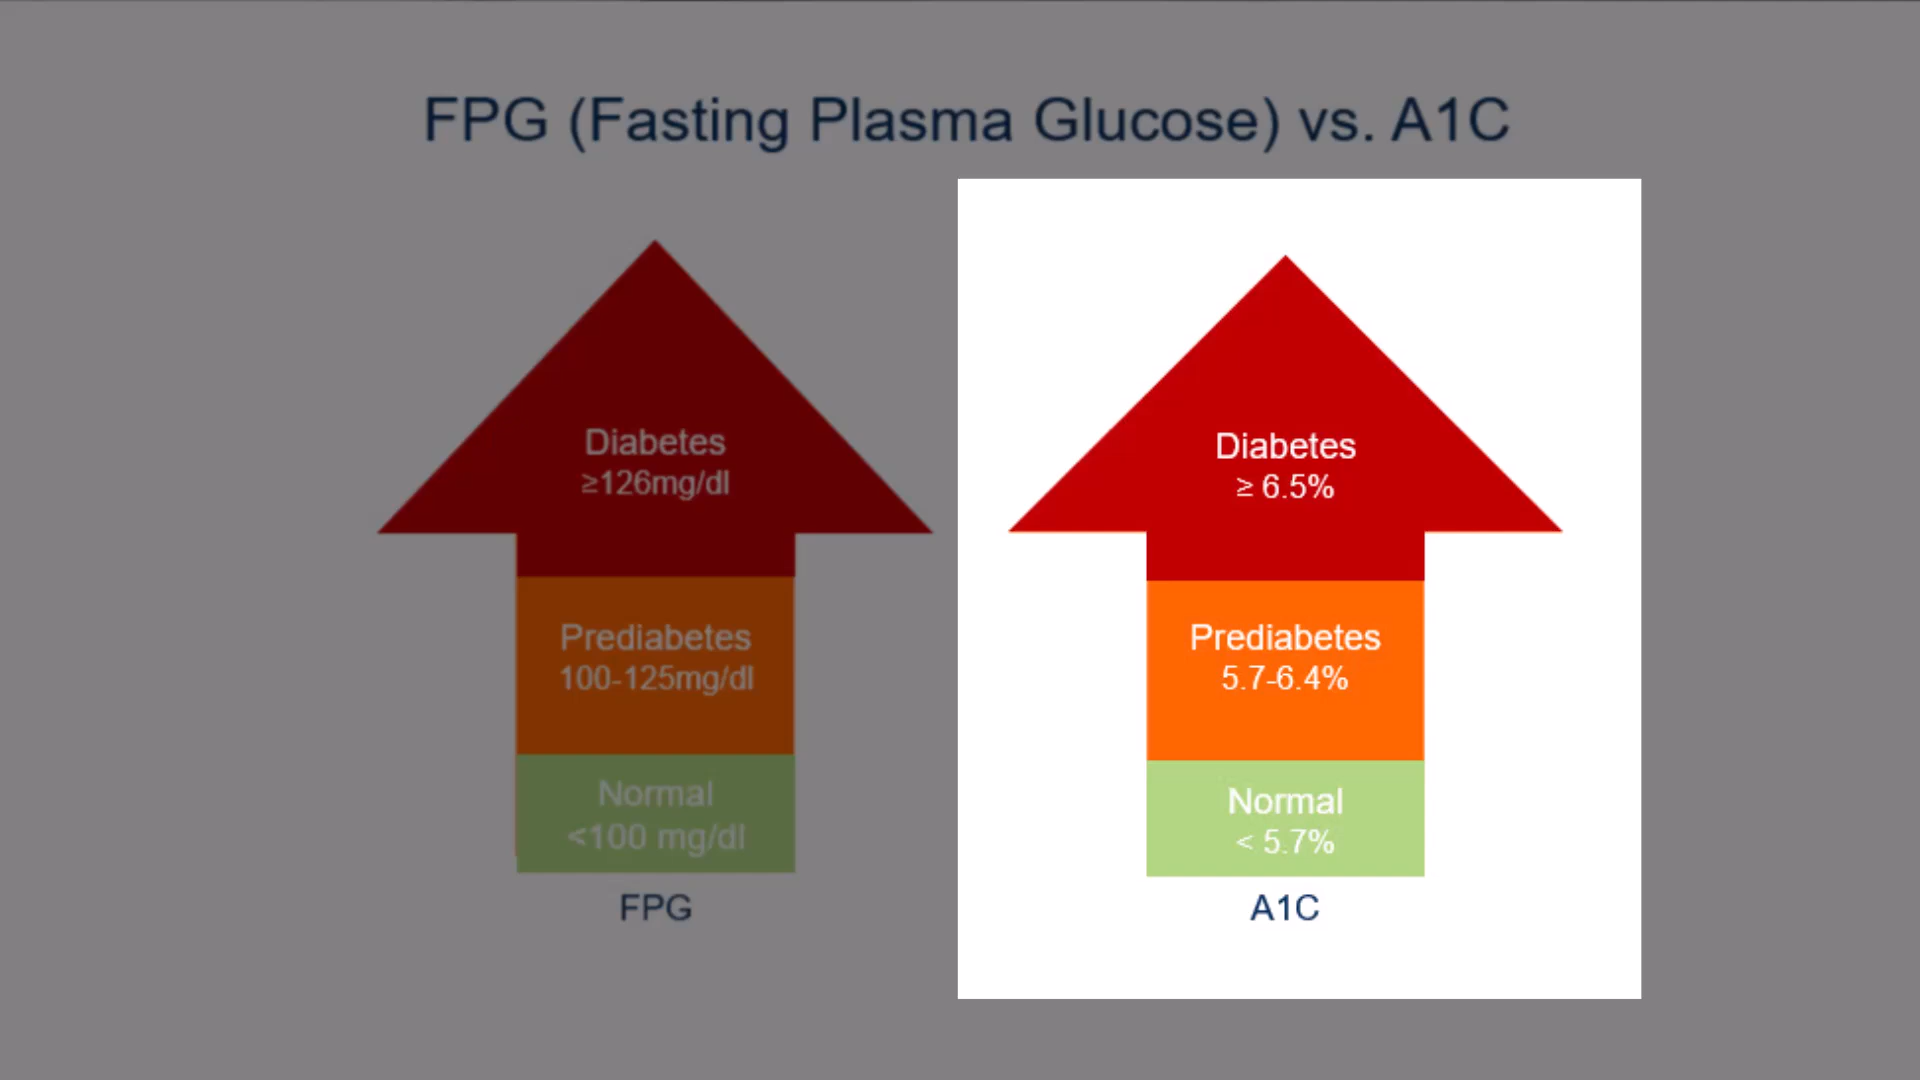 FPG (Fasting Plasma Glucose) vs. A1C
Diabetes
≥126mg/dl
Prediabetes
100-125mg/dl
Normal
<100 mg/dl
FPG
Diabetes
≥ 6.5%
Prediabetes
5.7-6.4%
Normal
< 5.7%
A1C